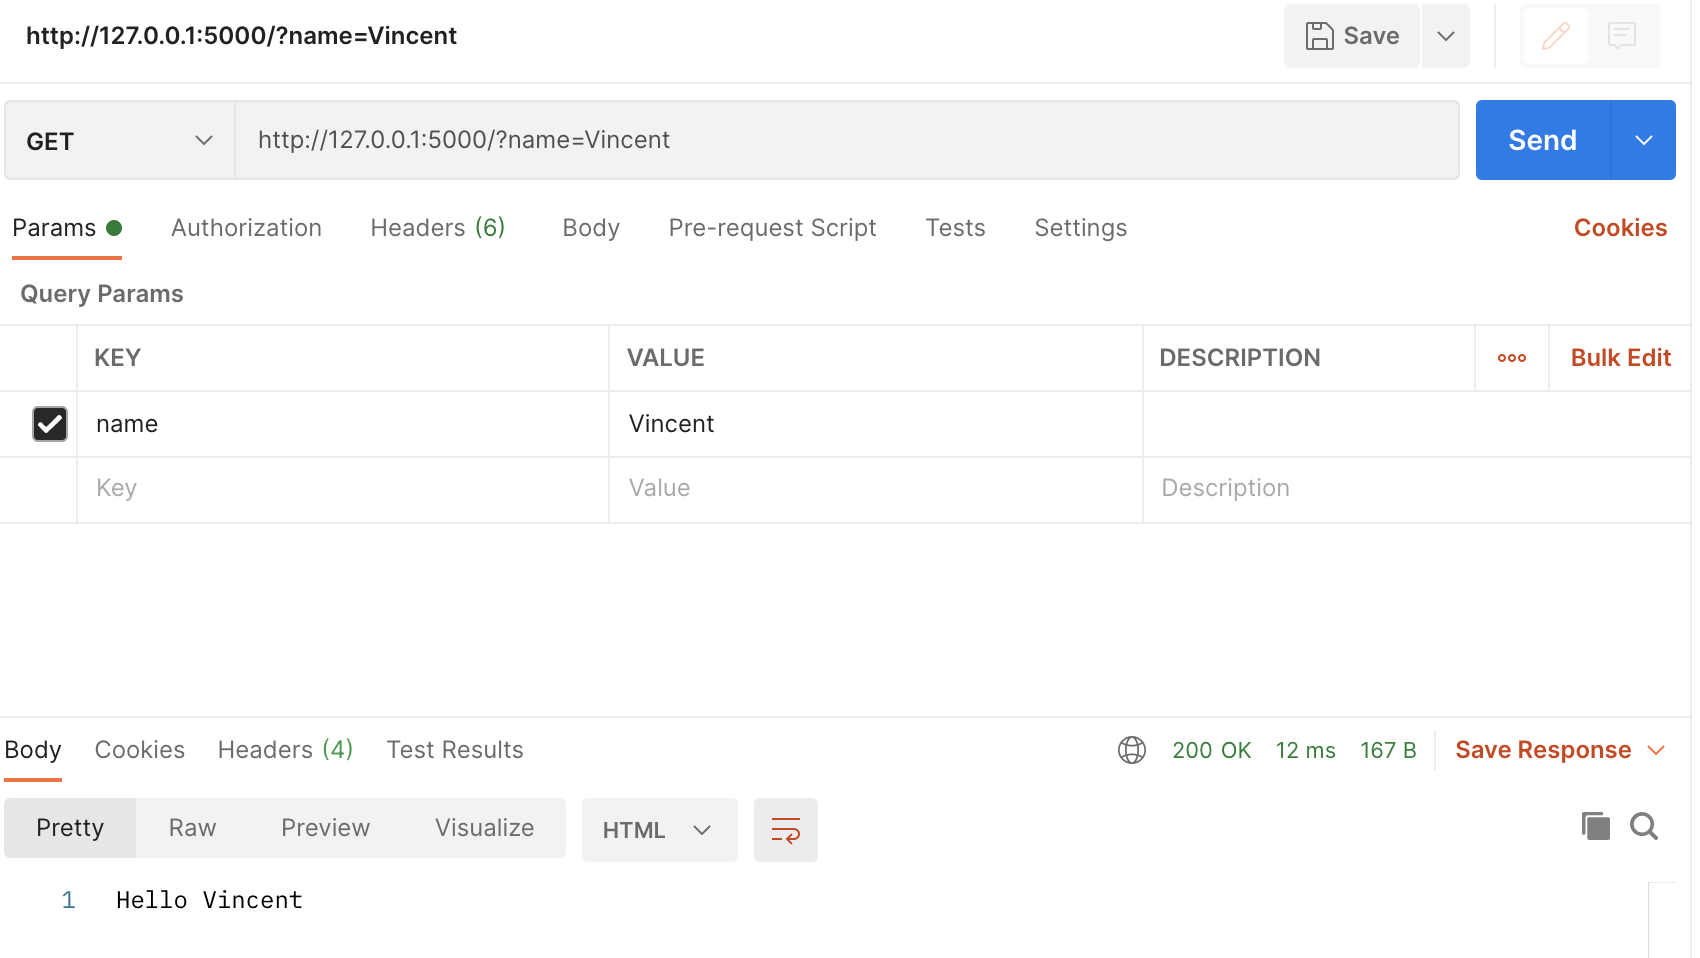 http://127.0.0.1:5000/?name=Vincent Save
GET http://127.0.0.1:5000/?name=Vincent Send
Params Authorization Headers (6) Body Pre-request Script Tests Settings Cookies
Query Params
KEY VALUE DESCRIPTION Bulk Edit
name Vincent
Key Value Description
Body Cookies Headers (4) Test Results 200 OK 12 ms 167 B Save Response
Pretty Raw Preview Visualize HTML
1 Hello Vincent